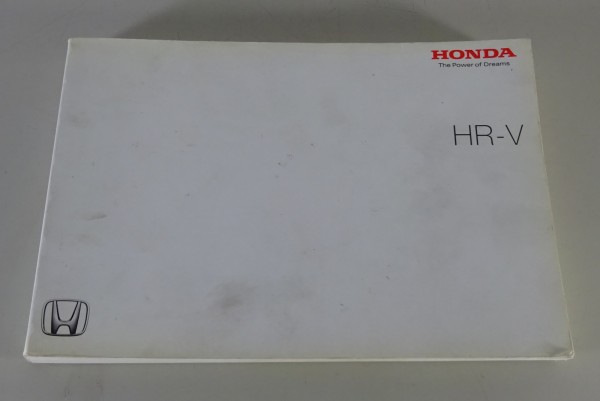 HONDA
The Power of Dreams
HR-V